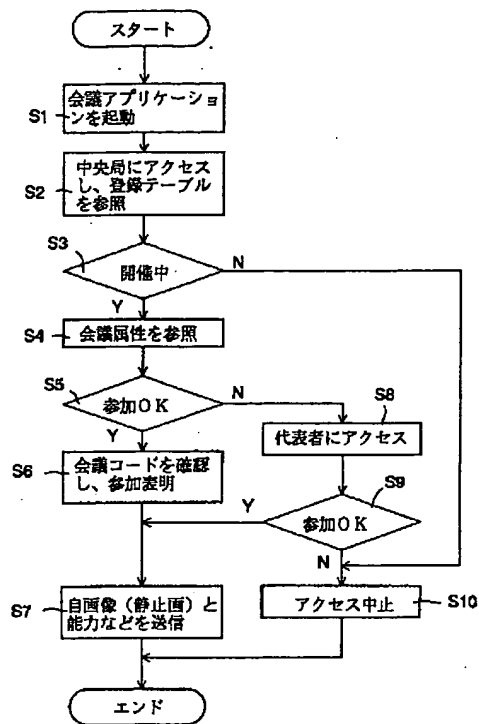 スタート
会議アプリケーショ
ンを起動
S1
中央局にアクセス
し、登録テーブル
を参照
S2
S3
開催中
N
Y
S4
会議属性を参照
S5
参加OK
N
Y
S8
代表者にアクセス
S6
会議コードを確認
し、参加表明
S9
Y
参加OK
N
S7
自画像(静止画)と
能力などを送信
アクセス中止
S10
エンド